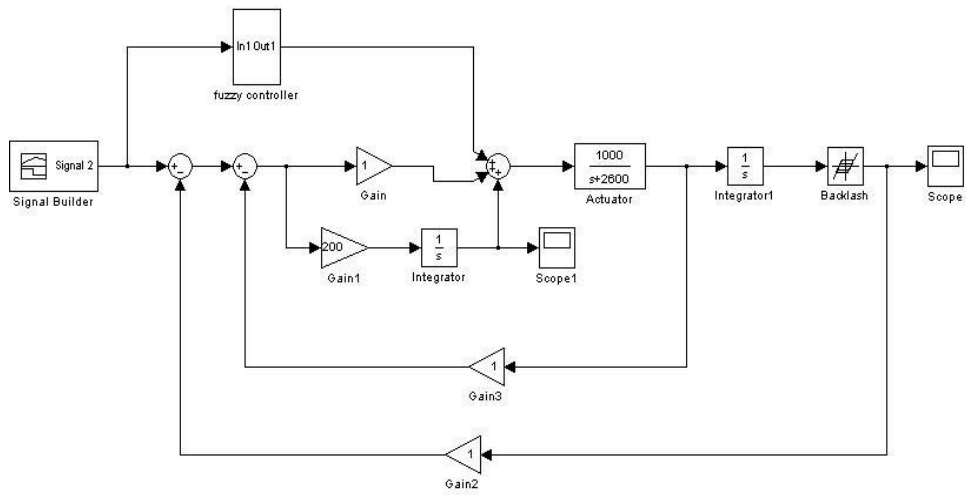 In1 Out1
fuzzy controller
Signal 2
Signal Builder
+
−
+
−
1
Gain
+
+
+
1000
s+2600
Actuator
1
s
Integrator1
Backlash
Scope
200
Gain1
1
s
Integrator
Scope1
1
Gain3
1
Gain2